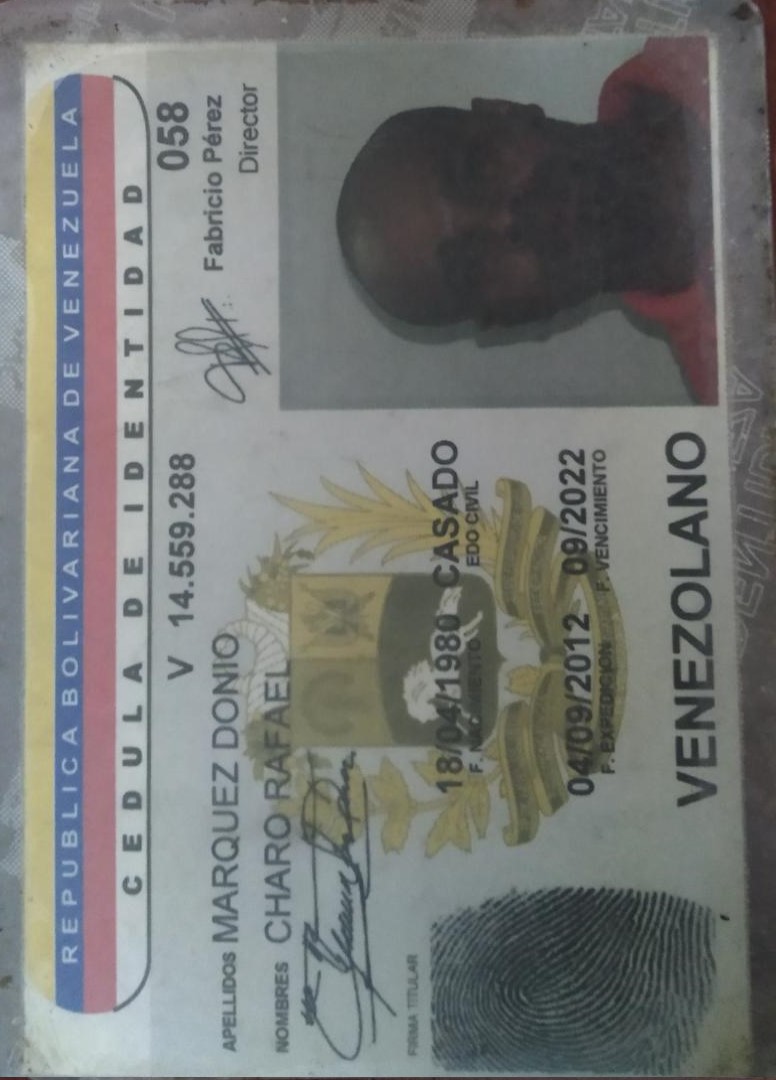 REPUBLICA BOLIVARIANA DE VENEZUELA
CEDULA DE IDENTIDAD
V 14.559.288
058
Fabricio Pérez
Director
APELLIDOS MARQUEZ DONIO
NOMBRES CHARO RAFAEL
FIRMA TITULAR
18/04/1980 CASADO
F. NACIMIENTO EDO CIVIL
04/09/2012 09/2022
F. EXPEDICION F. VENCIMIENTO
VENEZOLANO